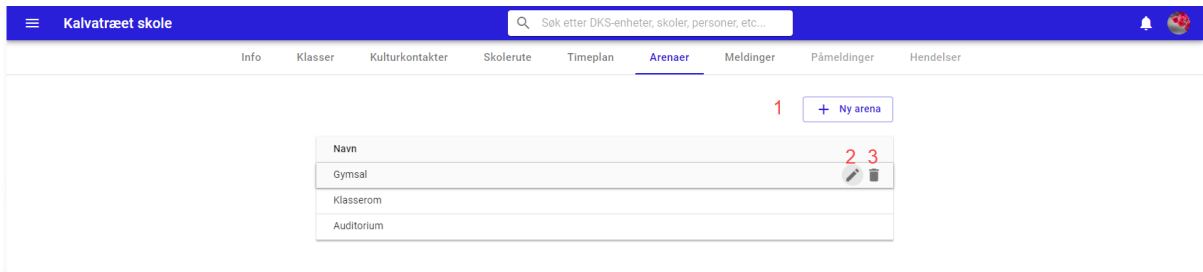 Kalvatræet skole
Søk etter DKS-enheter, skoler, personer, etc...
Info Klasser Kulturkontakter Skolerute Timeplan Arenaer Meldinger Påmeldinger Hendelser
1 + Ny arena
Navn
2 3
Gymsal
Klasserom
Auditorium